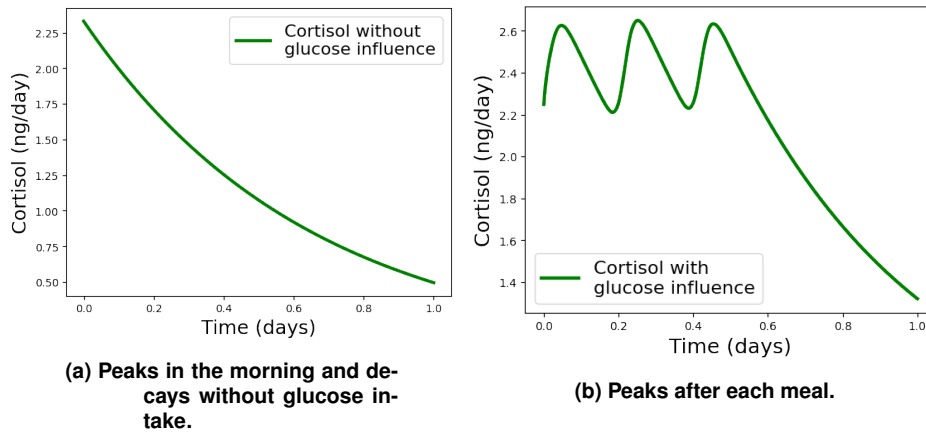 2.25
2.00
1.75
1.50
1.25
1.00
0.75
0.50
Cortisol (ng/day)
Cortisol without
glucose influence
0.0 0.2 0.4 0.6 0.8 1.0
Time (days)
(a) Peaks in the morning and de-
cays without glucose in-
take.
2.6
2.4
2.2
2.0
1.8
1.6
1.4
Cortisol (ng/day)
Cortisol with
glucose influence
0.0 0.2 0.4 0.6 0.8 1.0
Time (days)
(b) Peaks after each meal.